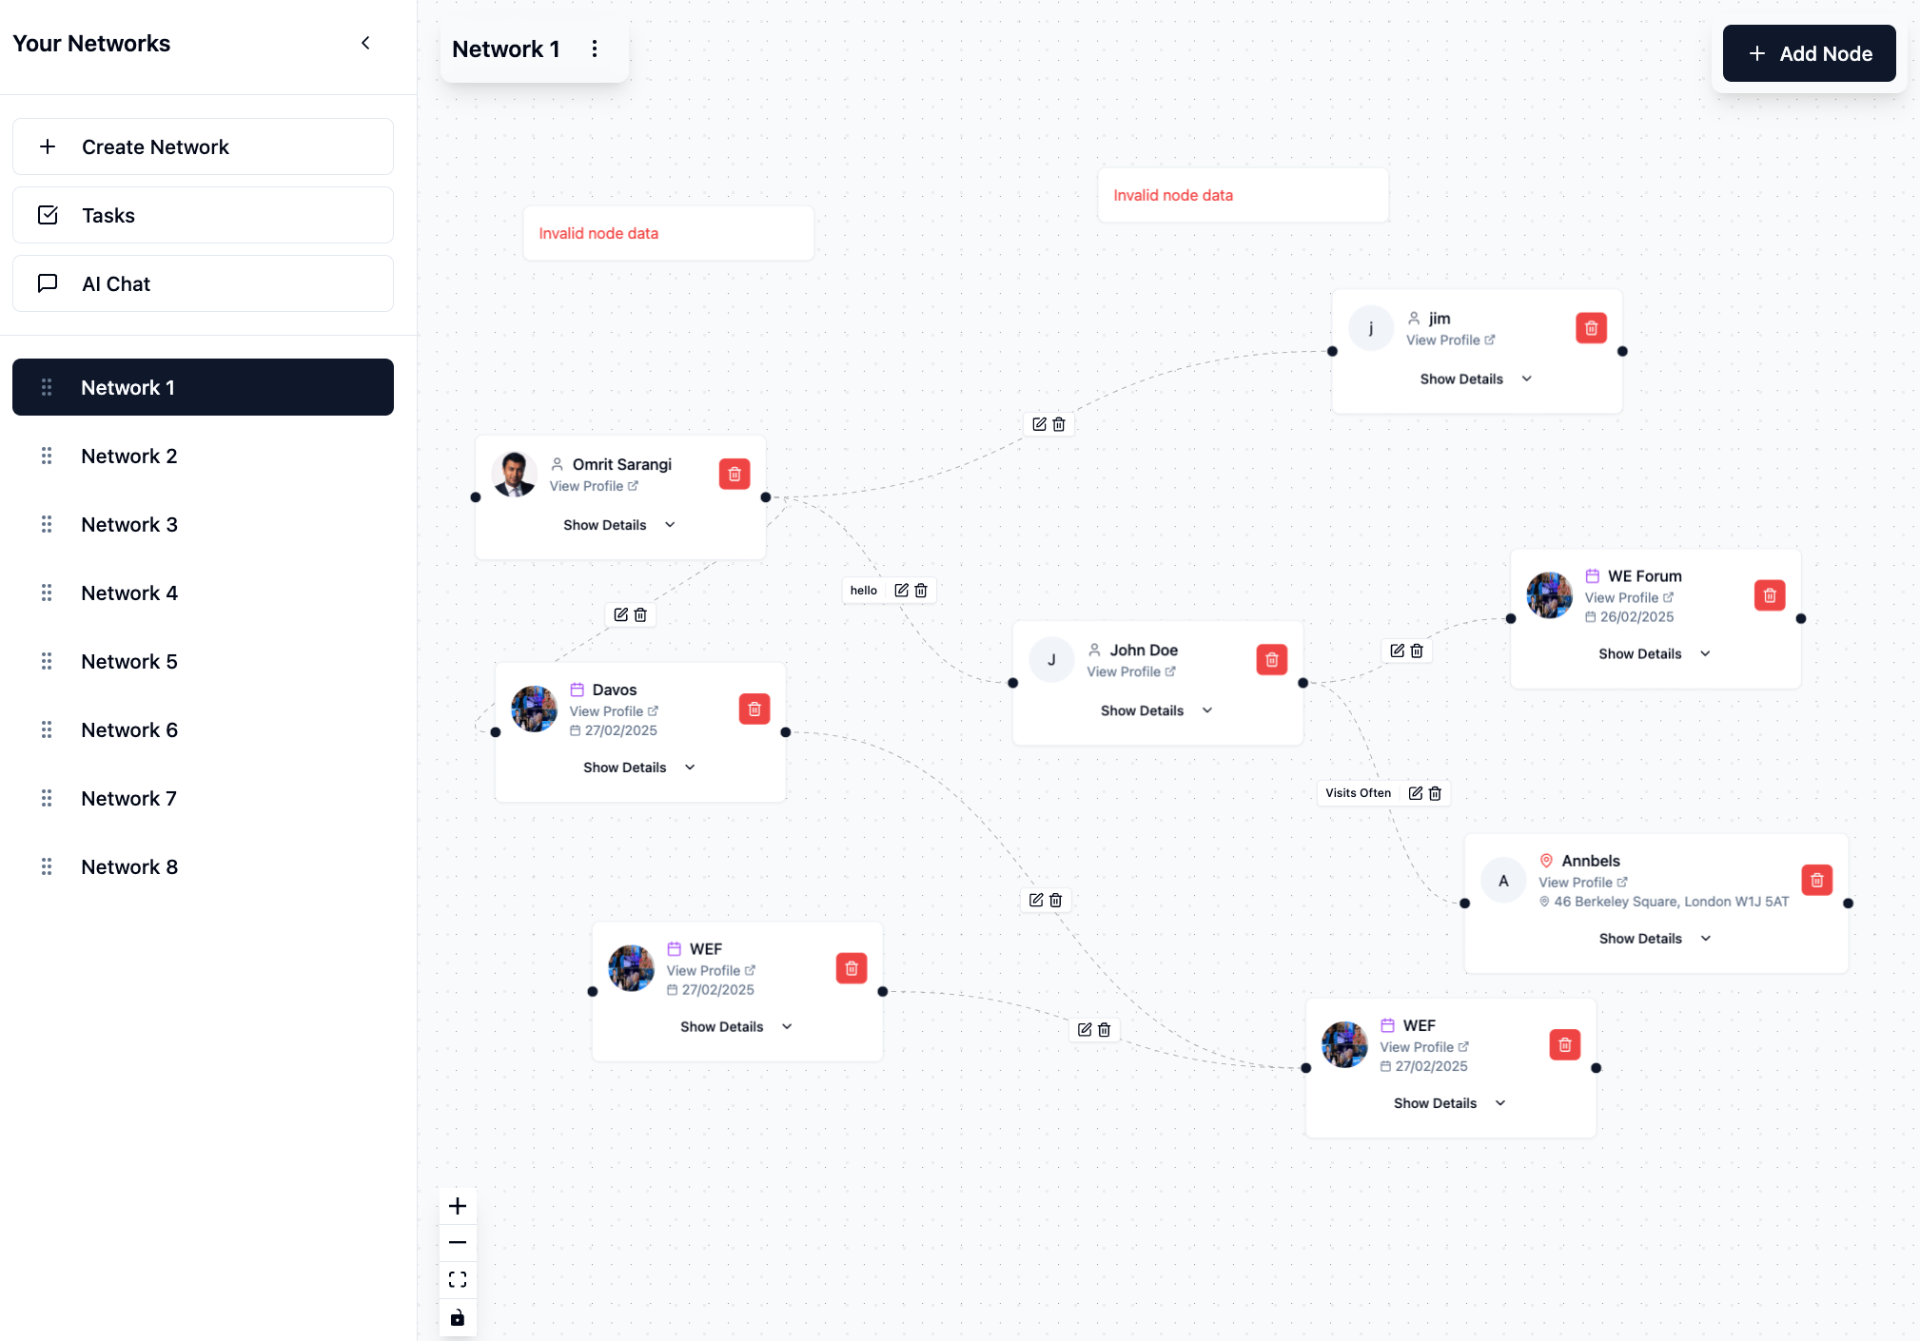 Your Networks
Create Network
Tasks
AI Chat
Network 1
Network 2
Network 3
Network 4
Network 5
Network 6
Network 7
Network 8
Network 1
Add Node
Invalid node data
Invalid node data
j
jim
View Profile
Show Details
Omrit Sarangi
View Profile
Show Details
hello
WE Forum
View Profile
26/02/2025
Show Details
J
John Doe
View Profile
Show Details
Davos
View Profile
27/02/2025
Show Details
Visits Often
A
Annbels
View Profile
46 Berkeley Square, London W1J 5AT
Show Details
WEF
View Profile
27/02/2025
Show Details
WEF
View Profile
27/02/2025
Show Details